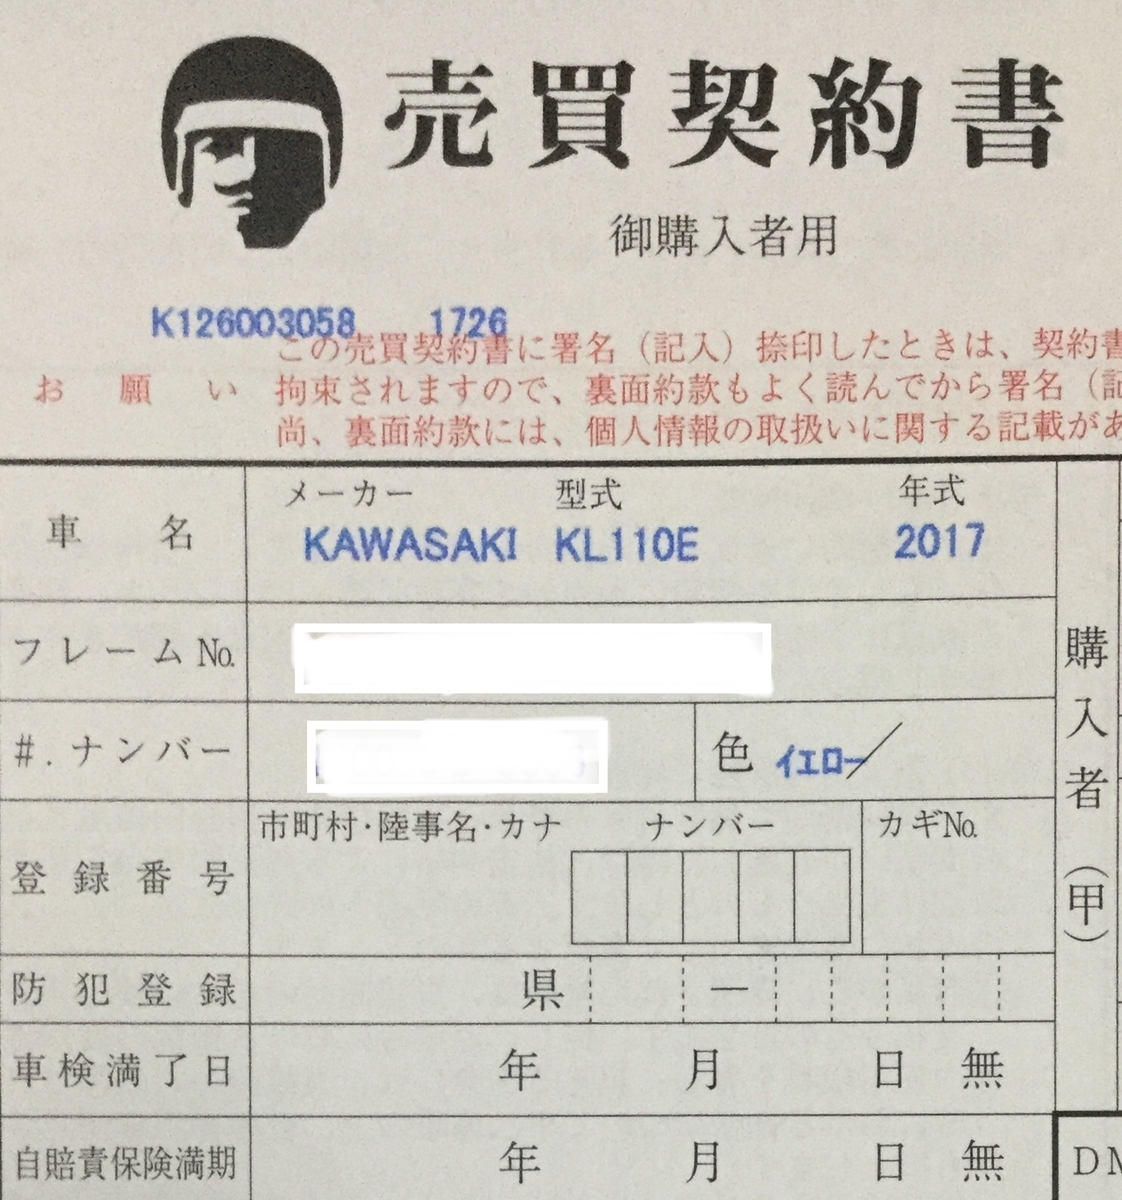 売買契約書
御購入者用
K126003058 1726
この売買契約書に署名（記入）捺印したときは、契約書
お願い 拘束されますので、裏面約款もよく読んでから署名（記
尚、裏面約款には、個人情報の取扱いに関する記載があ
メーカー 型式 年式
車名 KAWASAKI KL110E 2017
フレームNo.
#.ナンバー 色 イエロー/
市町村・陸事名・カナ ナンバー カギNo.
登録番号
防犯登録 県 ー
車検満了日 年 月 日 無
自賠責保険満期 年 月 日 無
購入者（甲）
DM